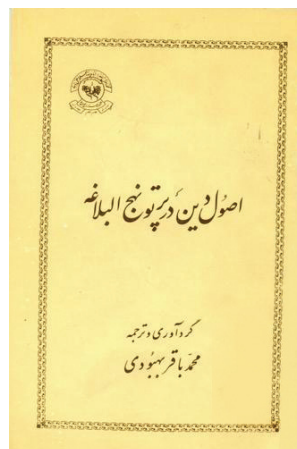 اصول دین، در پرتو نهج البلاغه
گردآوری و ترجمه
محمد باقر بهبودی